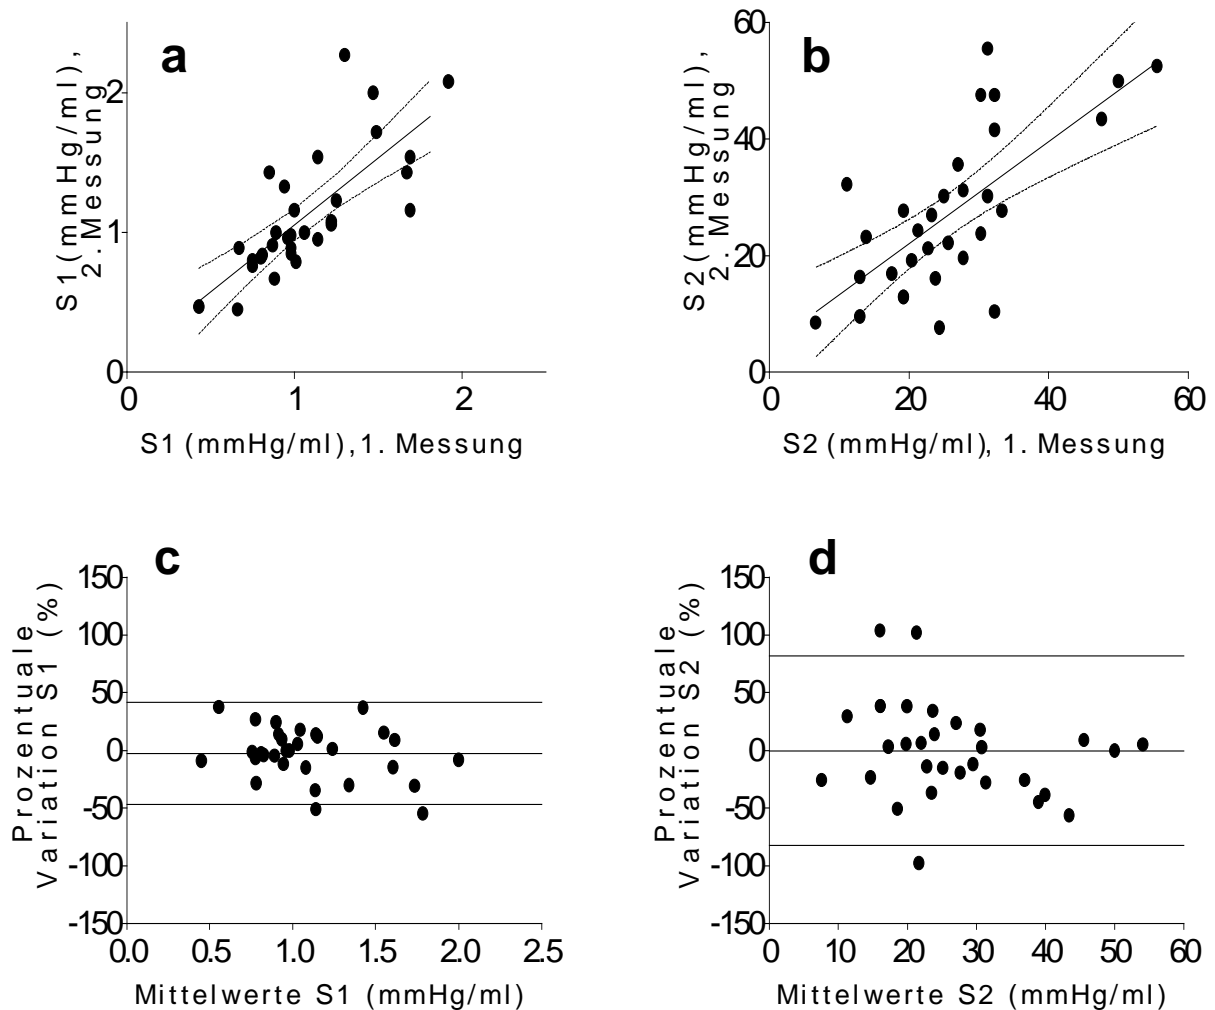 a
S1 (mmHg/ml),
2. Messung
2
1
0
0
1
2
S1 (mmHg/ml), 1. Messung
b
S2 (mmHg/ml),
2. Messung
60
40
20
0
0
20
40
60
S2 (mmHg/ml), 1. Messung
c
Prozentuale
Variation S1 (%)
150
100
50
0
-50
-100
-150
0.0
0.5
1.0
1.5
2.0
2.5
Mittelwerte S1 (mmHg/ml)
d
Prozentuale
Variation S2 (%)
150
100
50
0
-50
-100
-150
0
10
20
30
40
50
60
Mittelwerte S2 (mmHg/ml)